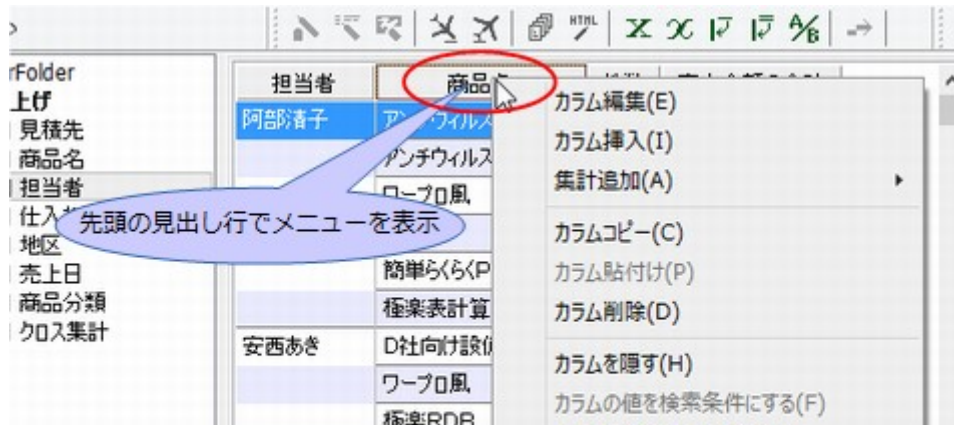 HTML
A/B
rFolder
上げ
見積先
商品名
担当者
仕入
地区
売上日
商品分類
クロス集計
担当者
商品
阿部清子
アンチウィルス
ワープロ風
簡単らくらくP
極楽表計算
安西あき
D社向け設
ワープロ風
極楽RDB
先頭の見出し行でメニューを表示
カラム編集(E)
カラム挿入(I)
集計追加(A)
カラムコピー(C)
カラム貼付け(P)
カラム削除(D)
カラムを隠す(H)
カラムの値を検索条件にする(F)